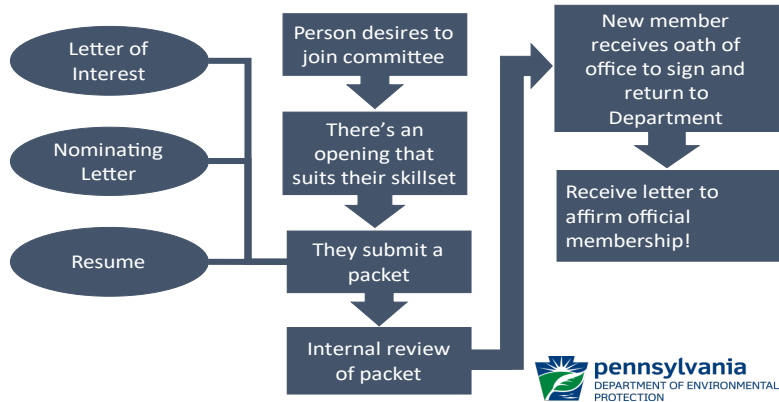 Letter of
Interest
Nominating
Letter
Resume
Person desires to
join committee
There’s an
opening that
suits their skillset
They submit a
packet
Internal review
of packet
New member
receives oath of
office to sign and
return to
Department
Receive letter to
affirm official
membership!
pennsylvania
DEPARTMENT OF ENVIRONMENTAL
PROTECTION